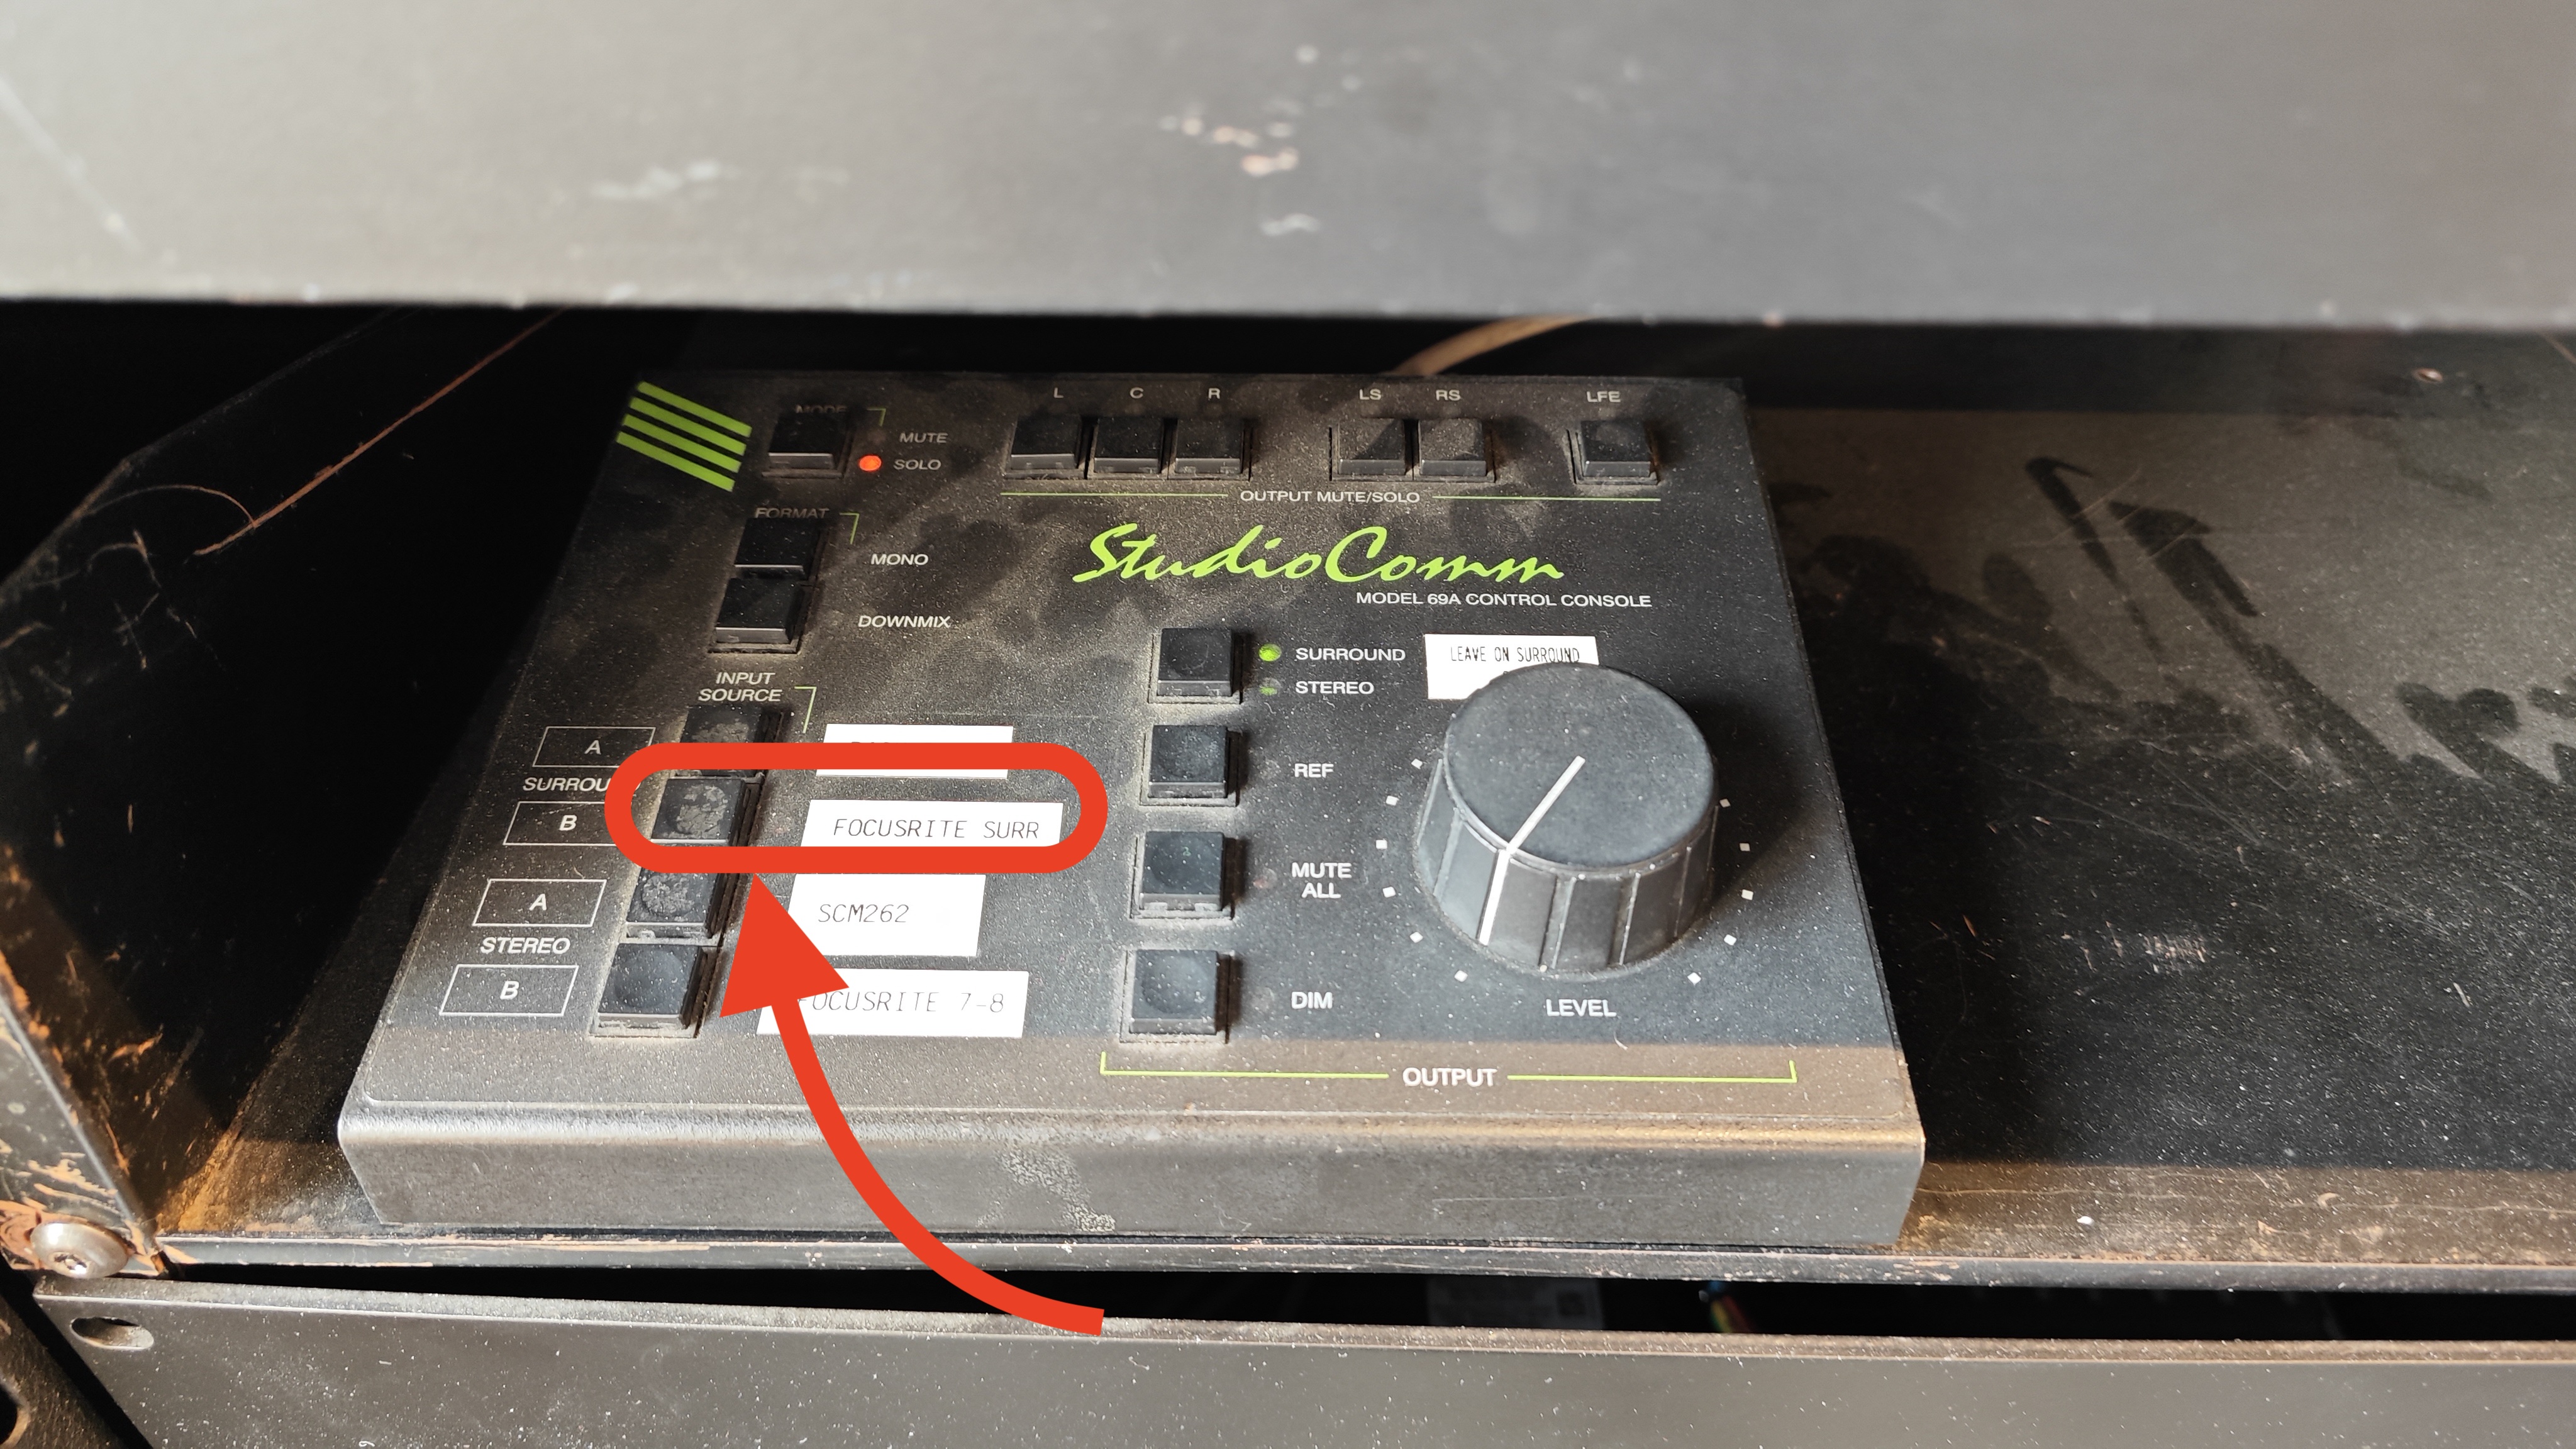 L C R LS RS LFE
MODE
MUTE
SOLO
OUTPUT MUTE/SOLO
FORMAT
MONO
DOWNMIX
StudioComm
MODEL 69A CONTROL CONSOLE
INPUT
SOURCE
A
B
FOCUSRITE SURR
A
SCM262
STEREO
B
OCUSRITE 7-8
SURROUND
STEREO
LEAVE ON SURROUND
REF
MUTE
ALL
DIM
LEVEL
OUTPUT